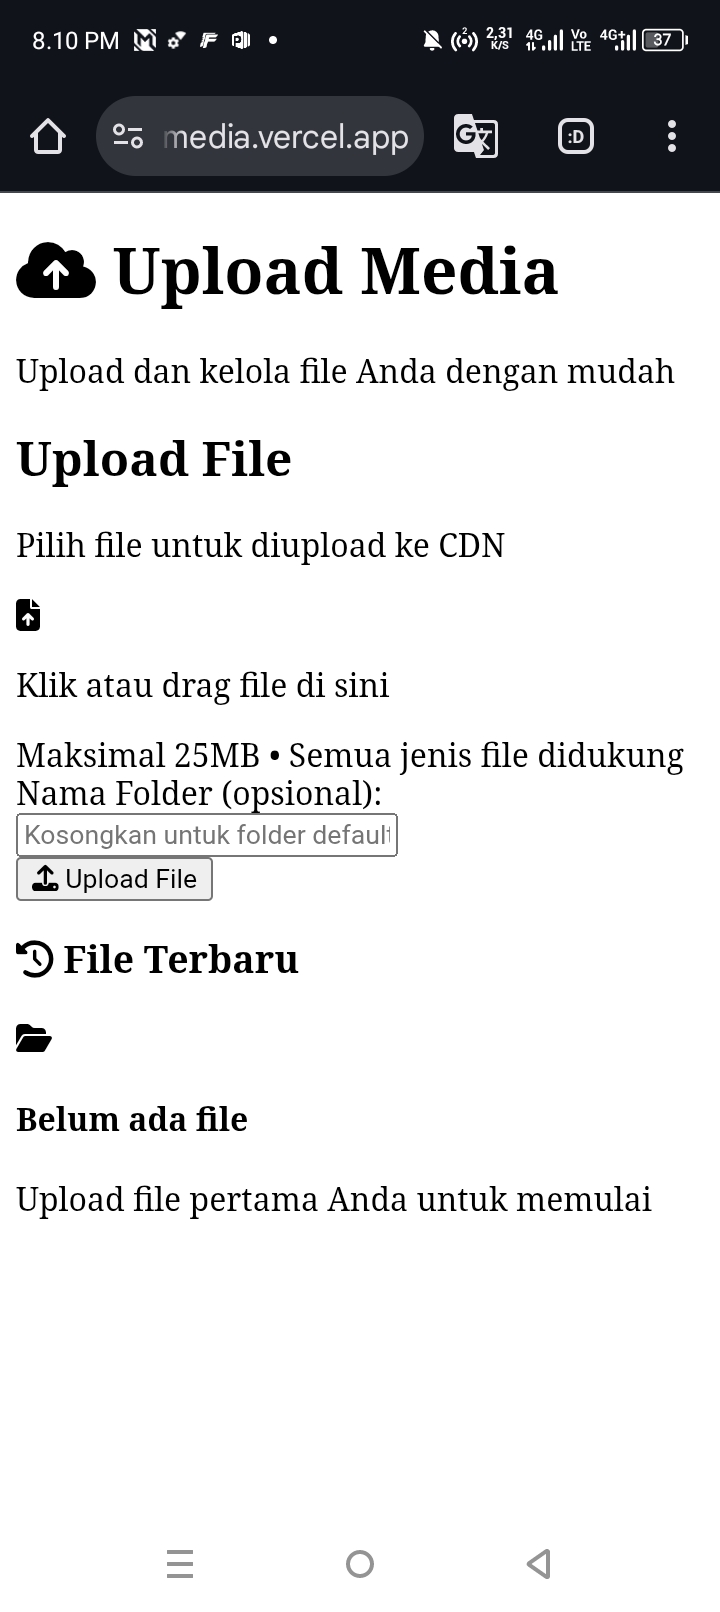 8.10 PM
2,31 K/S
4G
Vo LTE
4G+
37
media.vercel.app
:D
Upload Media
Upload dan kelola file Anda dengan mudah
Upload File
Pilih file untuk diupload ke CDN
Klik atau drag file di sini
Maksimal 25MB • Semua jenis file didukung
Nama Folder (opsional):
Kosongkan untuk folder default
Upload File
File Terbaru
Belum ada file
Upload file pertama Anda untuk memulai